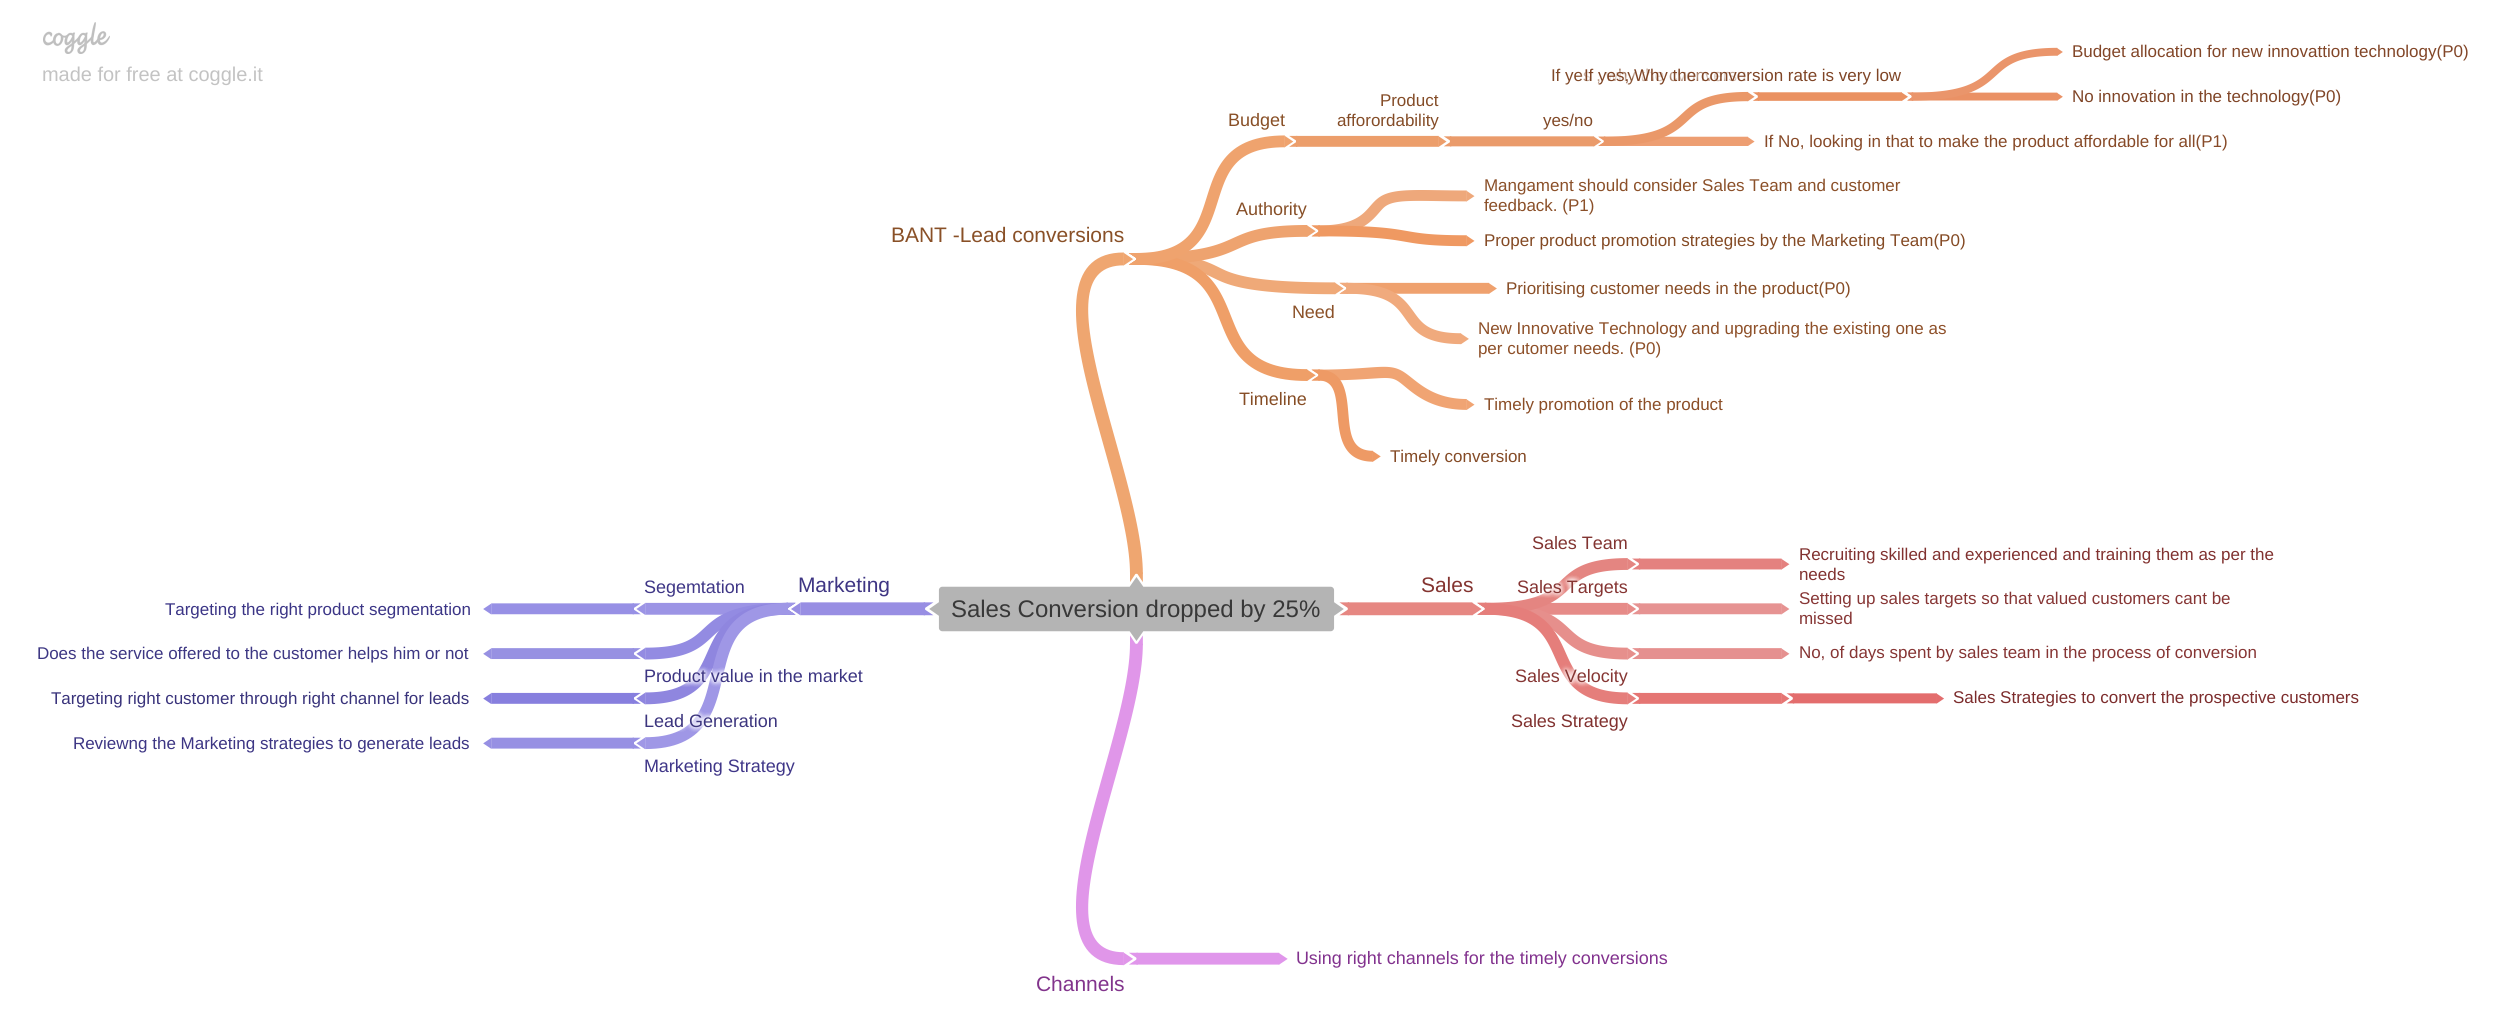 coggle
made for free at coggle.it
Budget allocation for new innovattion technology(P0)
If yes, Why the conversion rate is very low
No innovation in the technology(P0)
Product
afforordability
Budget
yes/no
If No, looking in that to make the product affordable for all(P1)
Mangament should consider Sales Team and customer
feedback. (P1)
Authority
BANT -Lead conversions
Proper product promotion strategies by the Marketing Team(P0)
Prioritising customer needs in the product(P0)
Need
New Innovative Technology and upgrading the existing one as
per cutomer needs. (P0)
Timeline
Timely promotion of the product
Timely conversion
Sales Conversion dropped by 25%
Marketing
Segemtation
Targeting the right product segmentation
Does the service offered to the customer helps him or not
Product value in the market
Targeting right customer through right channel for leads
Lead Generation
Reviewng the Marketing strategies to generate leads
Marketing Strategy
Sales
Sales Team
Recruiting skilled and experienced and training them as per the
needs
Sales Targets
Setting up sales targets so that valued customers cant be
missed
No, of days spent by sales team in the process of conversion
Sales Velocity
Sales Strategy
Sales Strategies to convert the prospective customers
Using right channels for the timely conversions
Channels